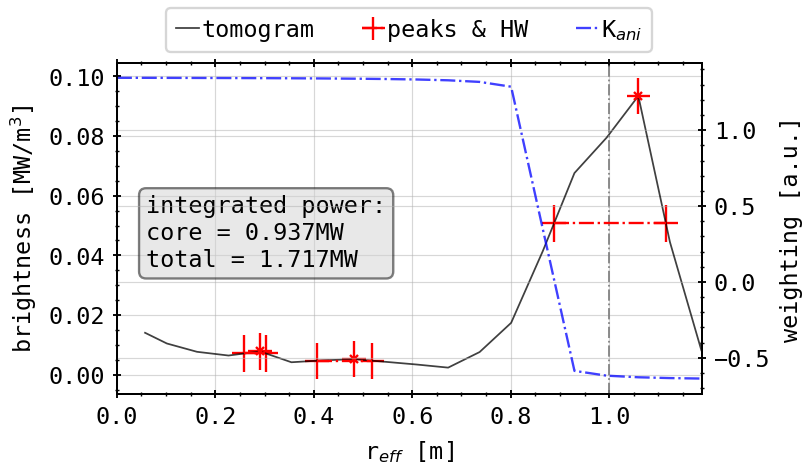 tomogram peaks & HW K_ani
brightness [MW/m³]
0.10
0.08
0.06
0.04
0.02
0.00
integrated power:
core = 0.937MW
total = 1.717MW
1.0
0.5
0.0
−0.5
weighting [a.u.]
0.0 0.2 0.4 0.6 0.8 1.0
r_eff [m]